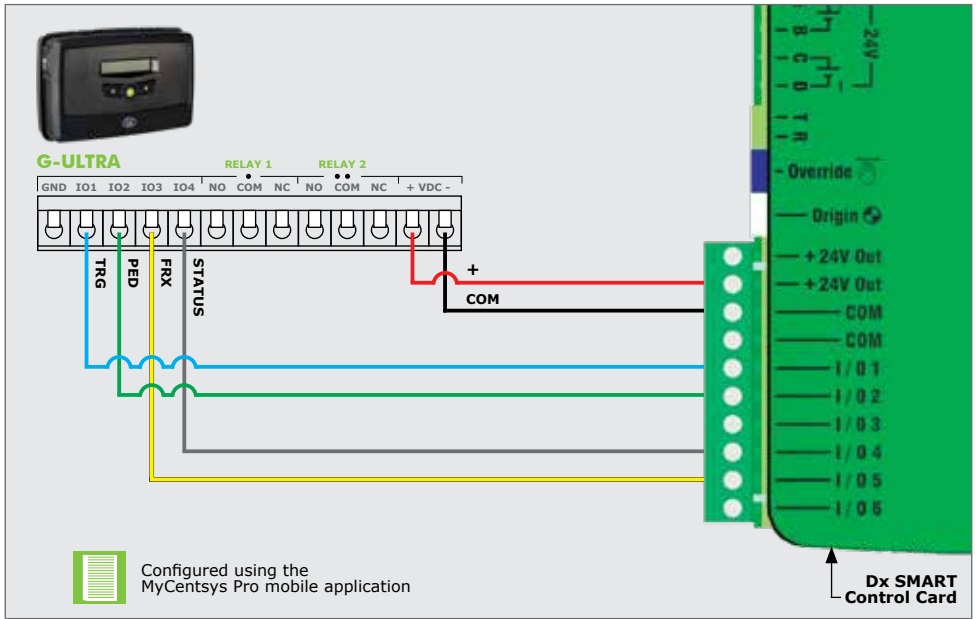 G-ULTRA
RELAY 1
RELAY 2
GND IO1 IO2 IO3 IO4 NO COM NC NO COM NC + VDC -
TRG
PED
FRX
STATUS
+
COM
B
C
D
24V
T
R
Override
Origin
+24V Out
+24V Out
COM
COM
I/O 1
I/O 2
I/O 3
I/O 4
I/O 5
I/O 6
Configured using the
MyCentsys Pro mobile application
Dx SMART
Control Card